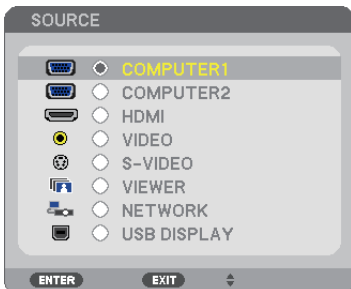 SOURCE
COMPUTER1
COMPUTER2
HDMI
VIDEO
S-VIDEO
VIEWER
NETWORK
USB DISPLAY
ENTER EXIT